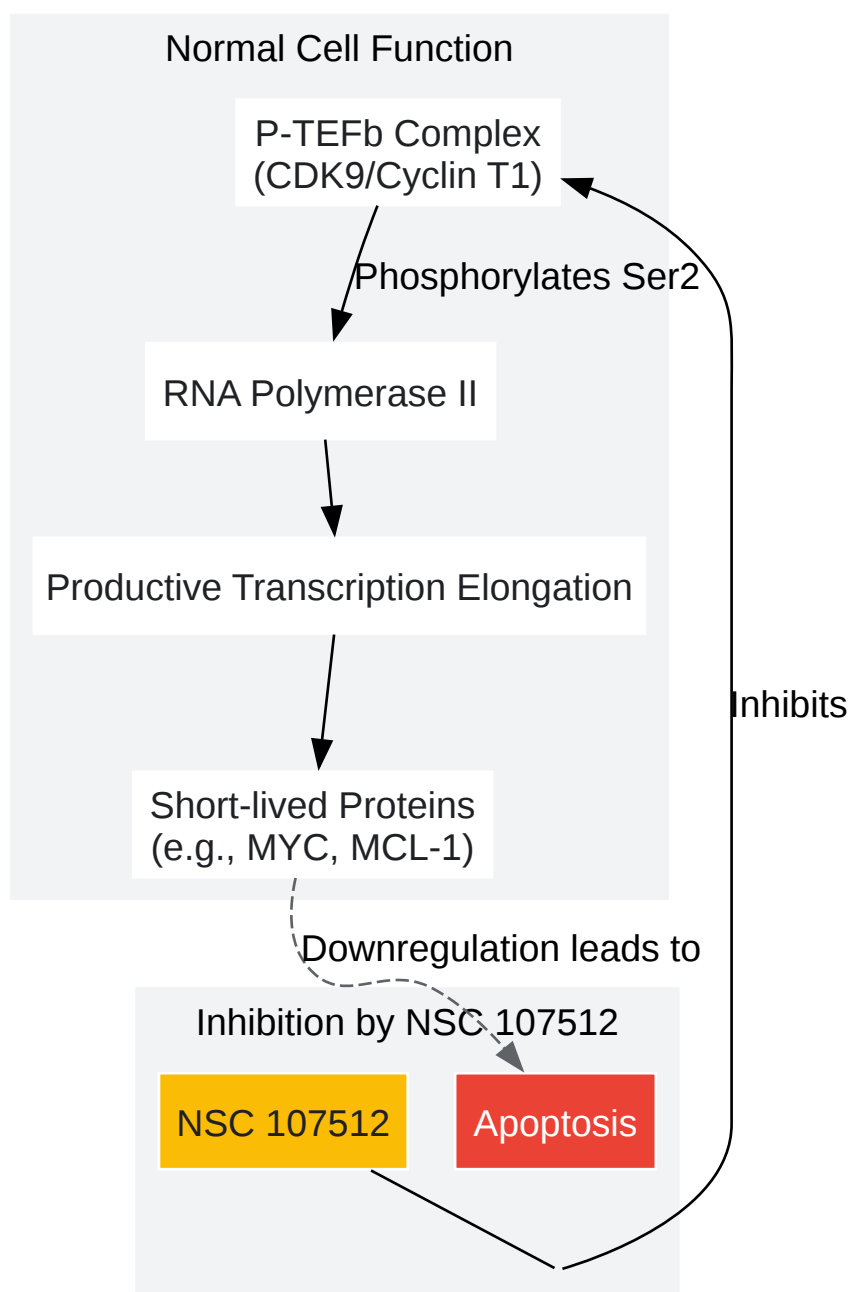 Normal Cell Function
P-TEFb Complex
(CDK9/Cyclin T1)
Phosphorylates Ser2
RNA Polymerase II
Productive Transcription Elongation
Inhibits
Short-lived Proteins
(e.g., MYC, MCL-1)
Downregulation leads to
Inhibition by NSC 107512
NSC 107512
Apoptosis